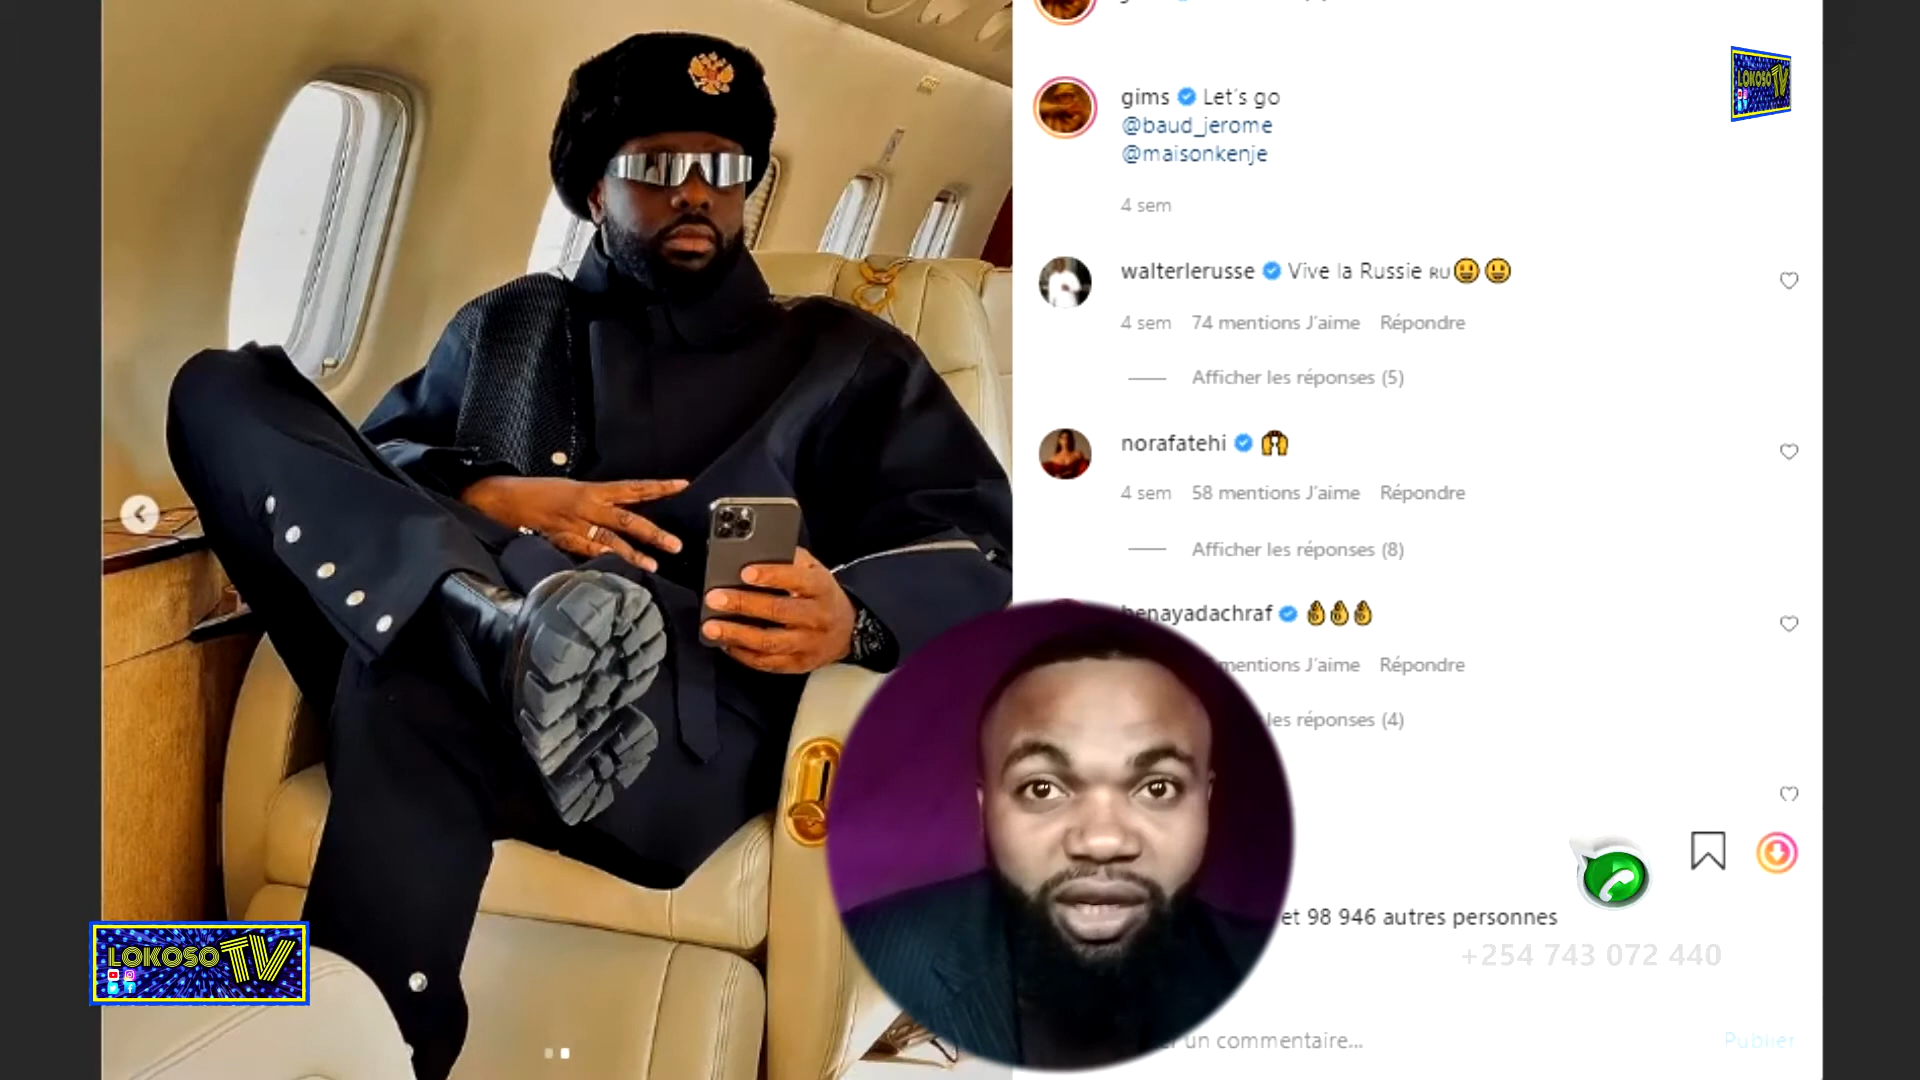 LOKOSO TV
gims Let's go
@baud_jerome
@maisonkenje
4 sem
walterlerusse Vive la Russie RU
4 sem 74 mentions J'aime Répondre
Afficher les réponses (5)
norafatehi
4 sem 58 mentions J'aime Répondre
Afficher les réponses (8)
benayadachraf
mentions J'aime Répondre
les réponses (4)
et 98 946 autres personnes
+254 743 072 440
LOKOSO TV
un commentaire...
Publier